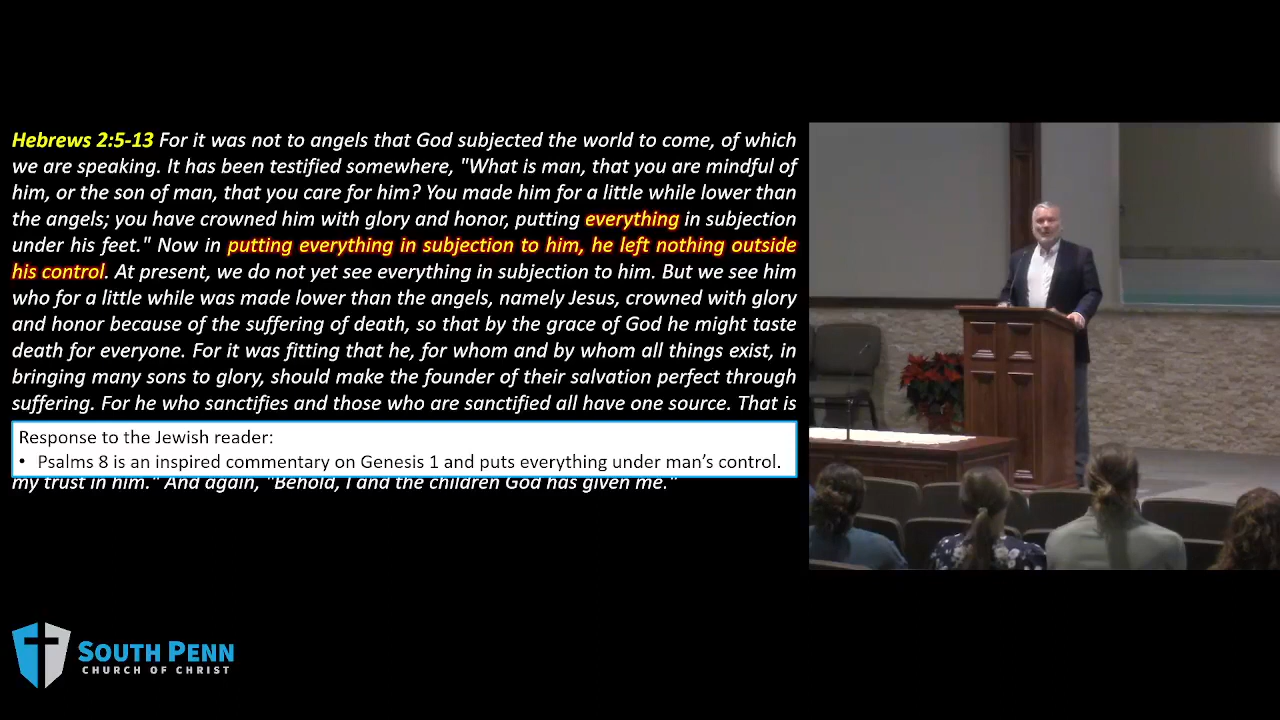 Hebrews 2:5-13 For it was not to angels that God subjected the world to come, of which
we are speaking. It has been testified somewhere, "What is man, that you are mindful of
him, or the son of man, that you care for him? You made him for a little while lower than
the angels; you have crowned him with glory and honor, putting everything in subjection
under his feet." Now in putting everything in subjection to him, he left nothing outside
his control. At present, we do not yet see everything in subjection to him. But we see him
who for a little while was made lower than the angels, namely Jesus, crowned with glory
and honor because of the suffering of death, so that by the grace of God he might taste
death for everyone. For it was fitting that he, for whom and by whom all things exist, in
bringing many sons to glory, should make the founder of their salvation perfect through
suffering. For he who sanctifies and those who are sanctified all have one source. That is
Response to the Jewish reader:
• Psalms 8 is an inspired commentary on Genesis 1 and puts everything under man's control.
my trust in him." And again, "Behold, I and the children God has given me."
SOUTH PENN
CHURCH OF CHRIST